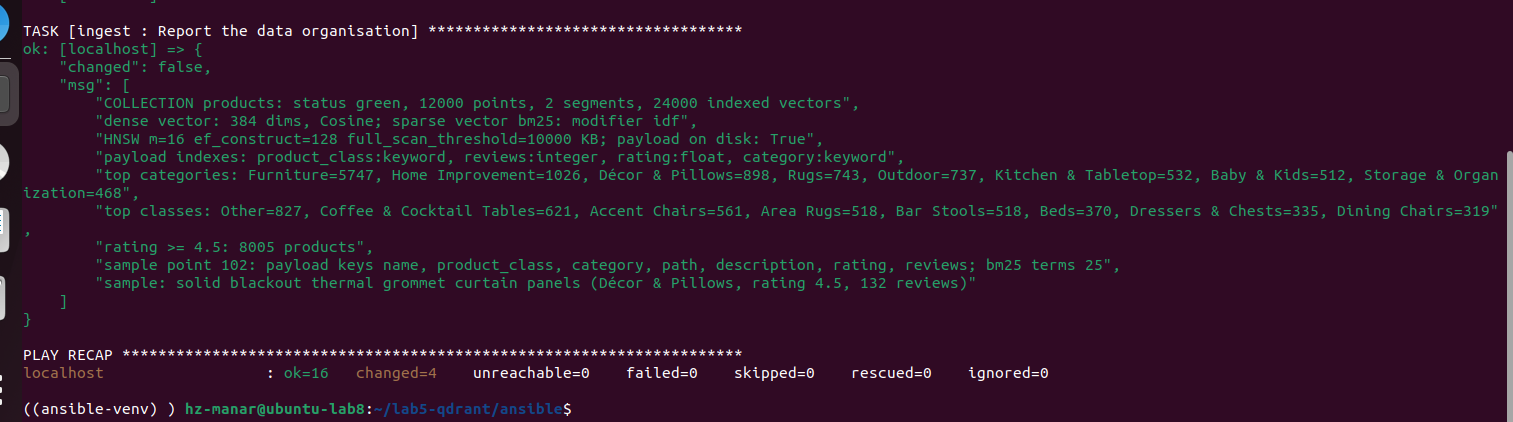 TASK [ingest : Report the data organisation] ***********************************
ok: [localhost] => {
    "changed": false,
    "msg": [
        "COLLECTION products: status green, 12000 points, 2 segments, 24000 indexed vectors",
        "dense vector: 384 dims, Cosine; sparse vector bm25: modifier idf",
        "HNSW m=16 ef_construct=128 full_scan_threshold=10000 KB; payload on disk: True",
        "payload indexes: product_class:keyword, reviews:integer, rating:float, category:keyword",
        "top categories: Furniture=5747, Home Improvement=1026, Décor & Pillows=898, Rugs=743, Outdoor=737, Kitchen & Tabletop=532, Baby & Kids=512, Storage & Organ
ization=468",
        "top classes: Other=827, Coffee & Cocktail Tables=621, Accent Chairs=561, Area Rugs=518, Bar Stools=518, Beds=370, Dressers & Chests=335, Dining Chairs=319"
,
        "rating >= 4.5: 8005 products",
        "sample point 102: payload keys name, product_class, category, path, description, rating, reviews; bm25 terms 25",
        "sample: solid blackout thermal grommet curtain panels (Décor & Pillows, rating 4.5, 132 reviews)"
    ]
}
PLAY RECAP *********************************************************************
localhost                  : ok=16   changed=4    unreachable=0    failed=0    skipped=0    rescued=0    ignored=0
((ansible-venv) ) hz-manar@ubuntu-lab8:~/lab5-qdrant/ansible$